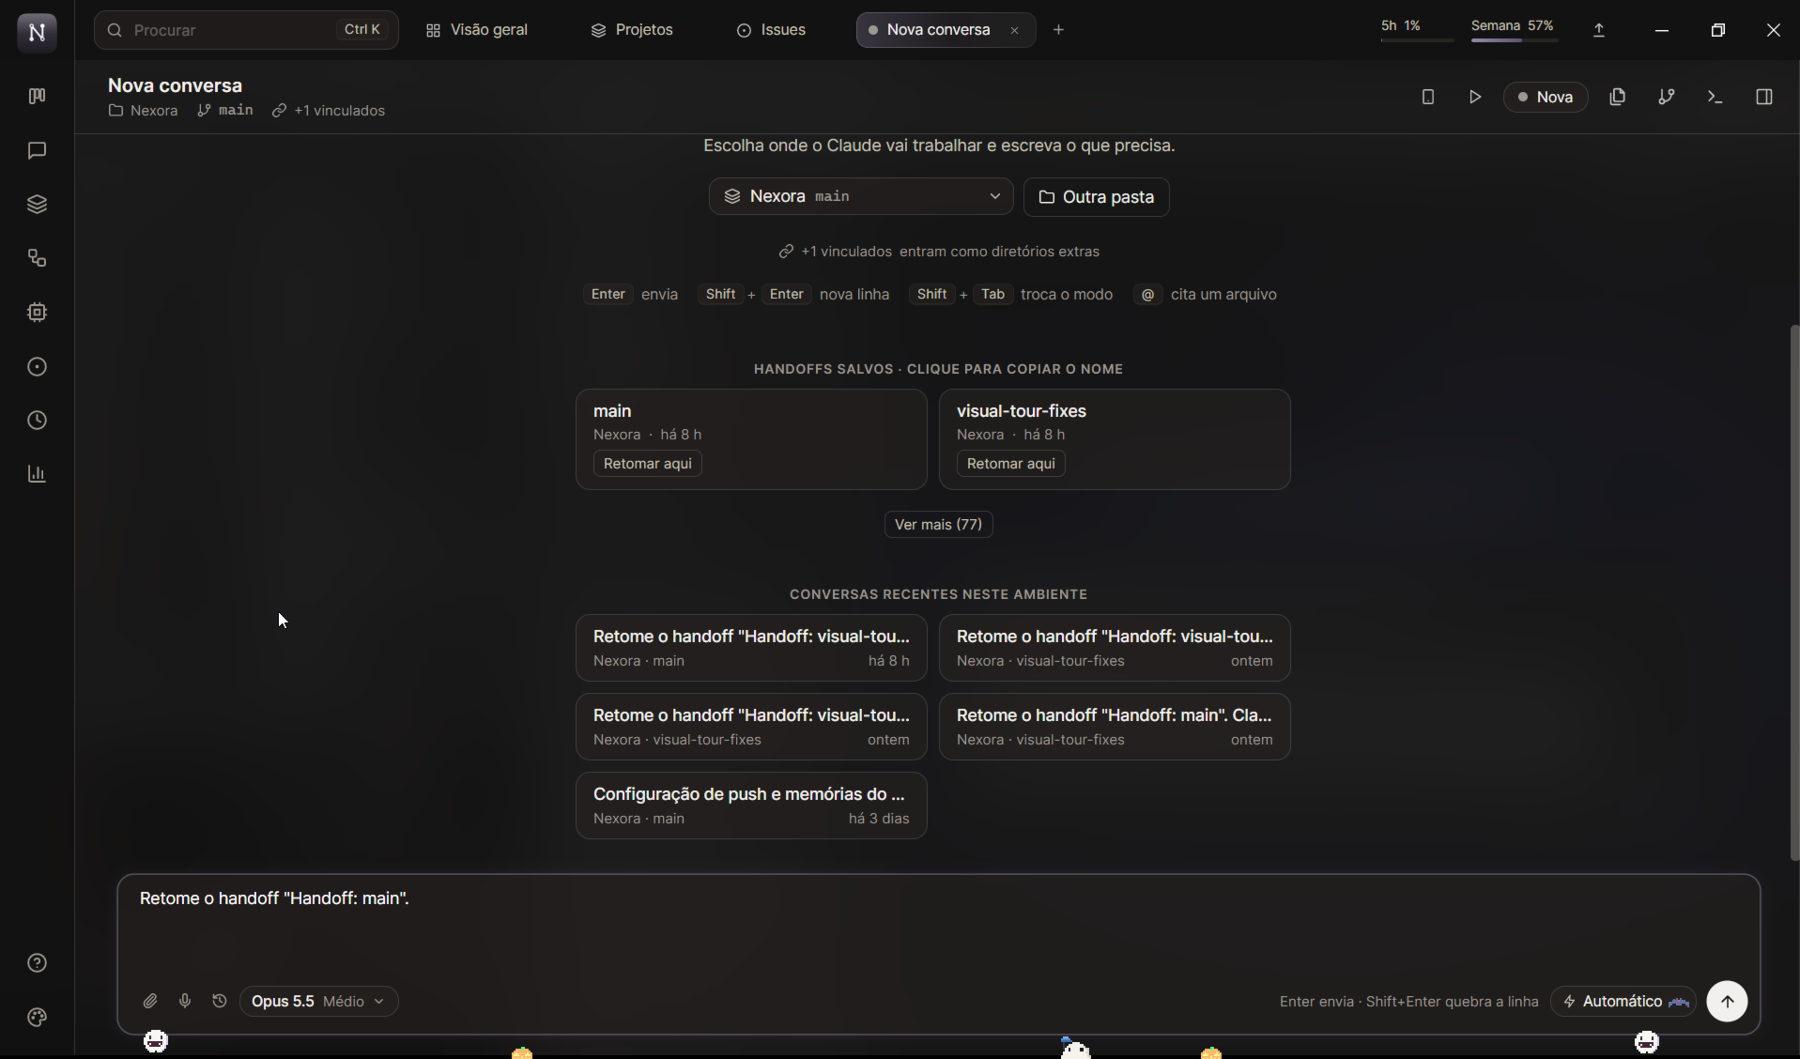 N
Procurar
Ctrl K
Visão geral
Projetos
Issues
Nova conversa
5h 1%
Semana 57%
Nova conversa
Nexora main +1 vinculados
Nova
Escolha onde o Claude vai trabalhar e escreva o que precisa.
Nexora main
Outra pasta
+1 vinculados entram como diretórios extras
Enter envia Shift + Enter nova linha Shift + Tab troca o modo @ cita um arquivo
HANDOFFS SALVOS · CLIQUE PARA COPIAR O NOME
main
Nexora · há 8 h
Retomar aqui
visual-tour-fixes
Nexora · há 8 h
Retomar aqui
Ver mais (77)
CONVERSAS RECENTES NESTE AMBIENTE
Retome o handoff "Handoff: visual-tou...
Nexora · main há 8 h
Retome o handoff "Handoff: visual-tou...
Nexora · visual-tour-fixes ontem
Retome o handoff "Handoff: visual-tou...
Nexora · visual-tour-fixes ontem
Retome o handoff "Handoff: main". Cla...
Nexora · visual-tour-fixes ontem
Configuração de push e memórias do ...
Nexora · main há 3 dias
Retome o handoff "Handoff: main".
Opus 5.5 Médio
Enter envia · Shift+Enter quebra a linha
Automático